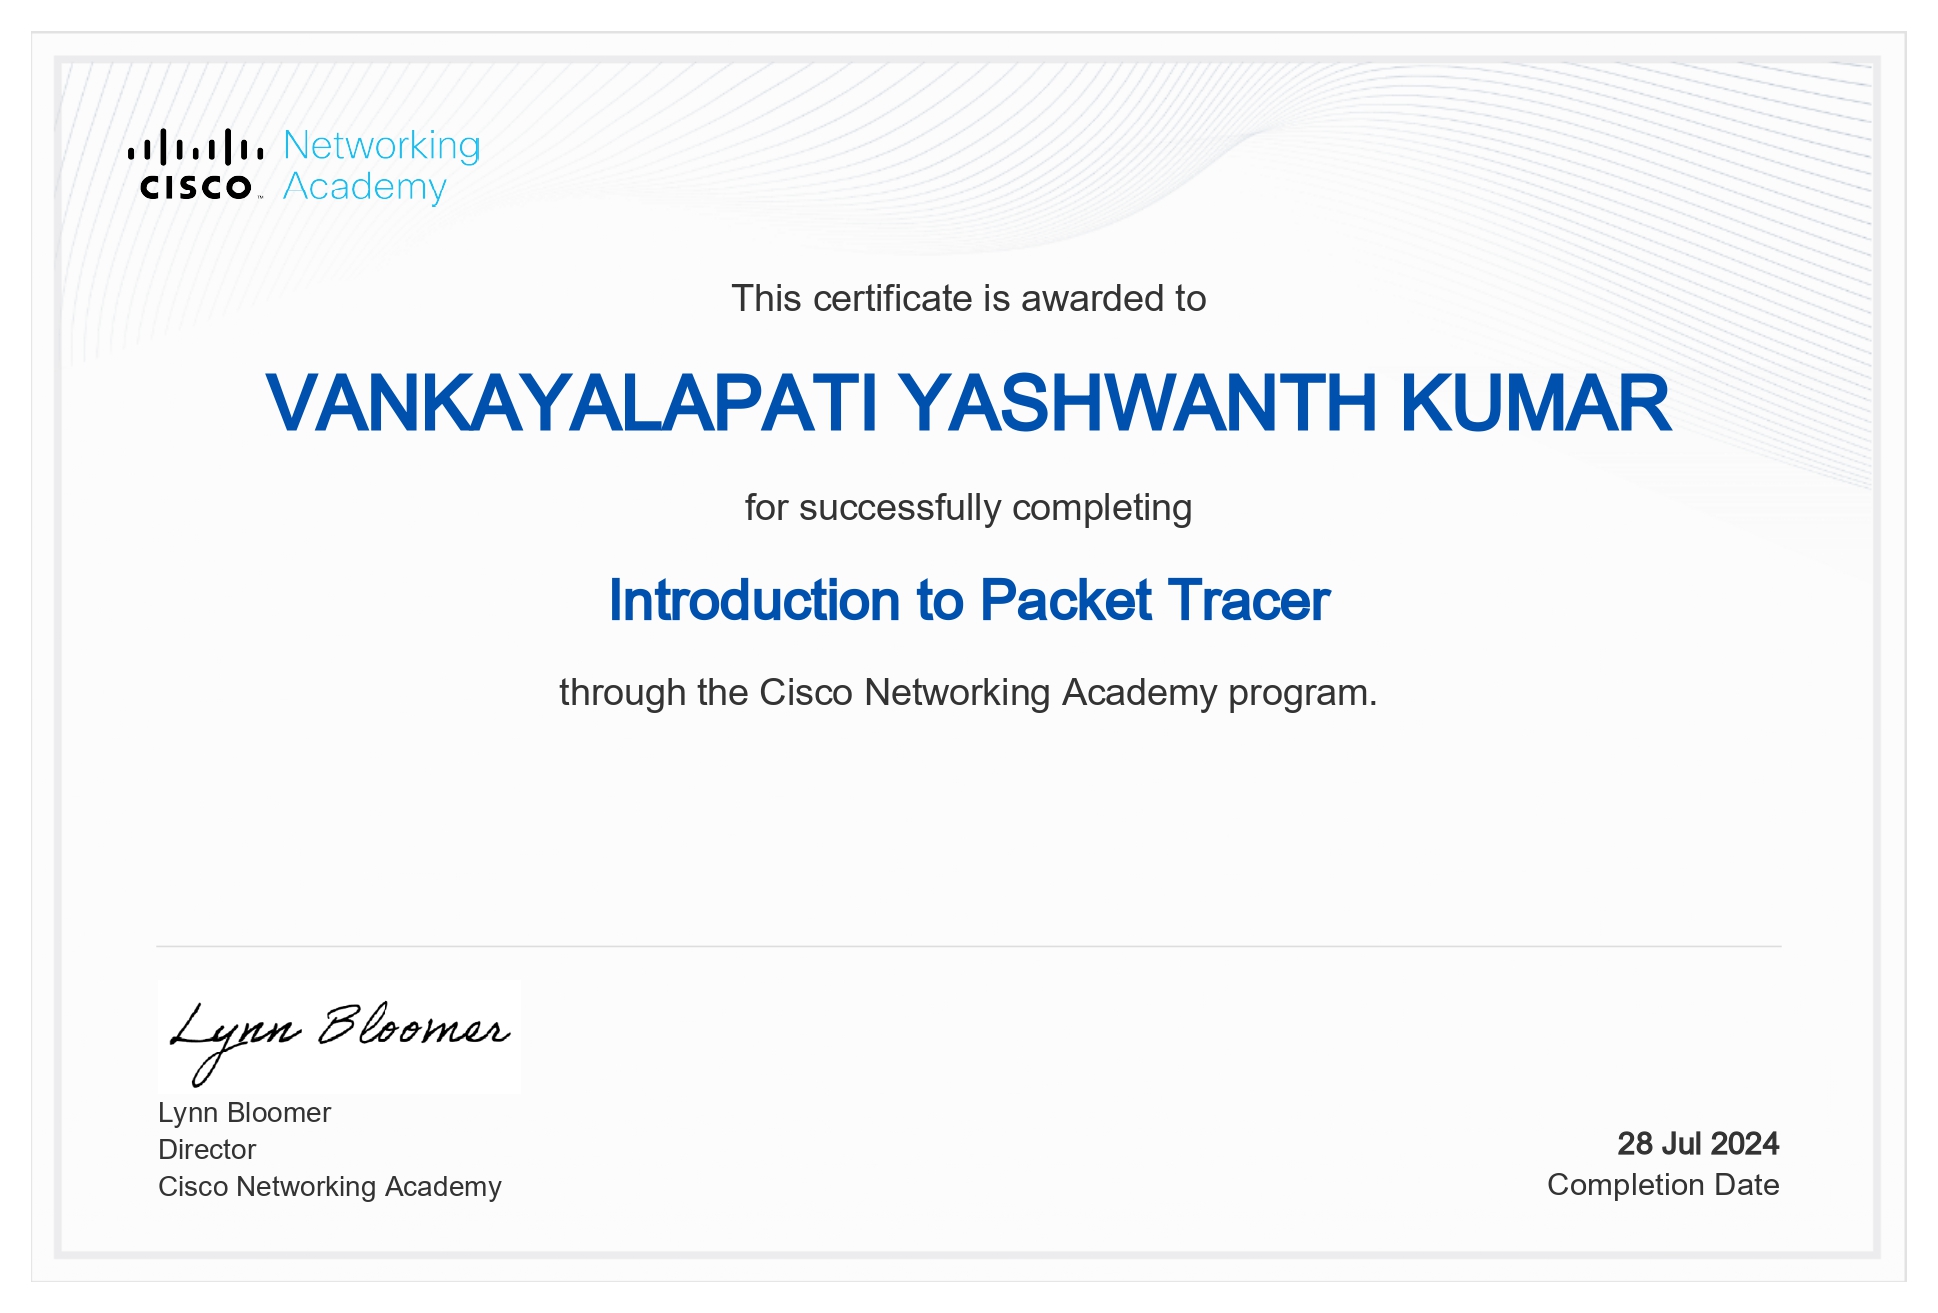 Networking
CISCO™ Academy
This certificate is awarded to
VANKAYALAPATI YASHWANTH KUMAR
for successfully completing
Introduction to Packet Tracer
through the Cisco Networking Academy program.
Lynn Bloomer
Lynn Bloomer
Director
Cisco Networking Academy
28 Jul 2024
Completion Date